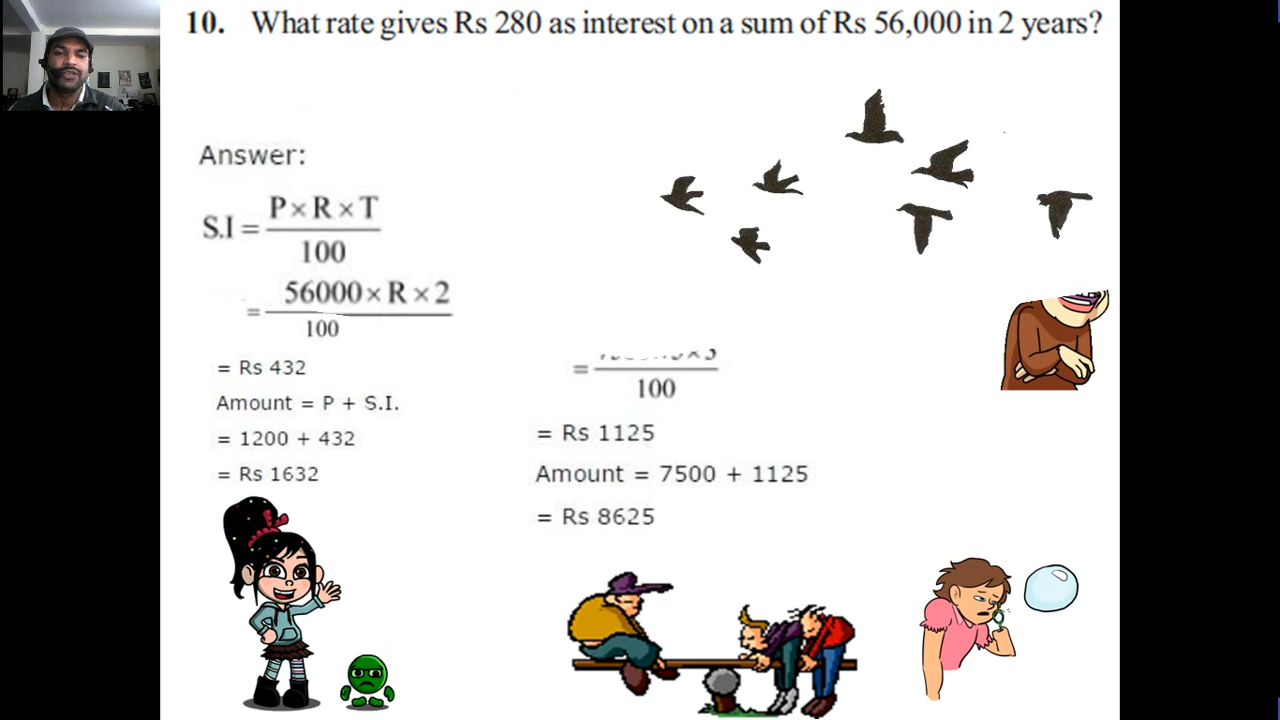 10. What rate gives Rs 280 as interest on a sum of Rs 56,000 in 2 years?
Answer:
S.I = P × R × T
100
= 56000 × R × 2
100
= Rs 432
Amount = P + S.I.
= 1200 + 432
= Rs 1632
=
100
= Rs 1125
Amount = 7500 + 1125
= Rs 8625